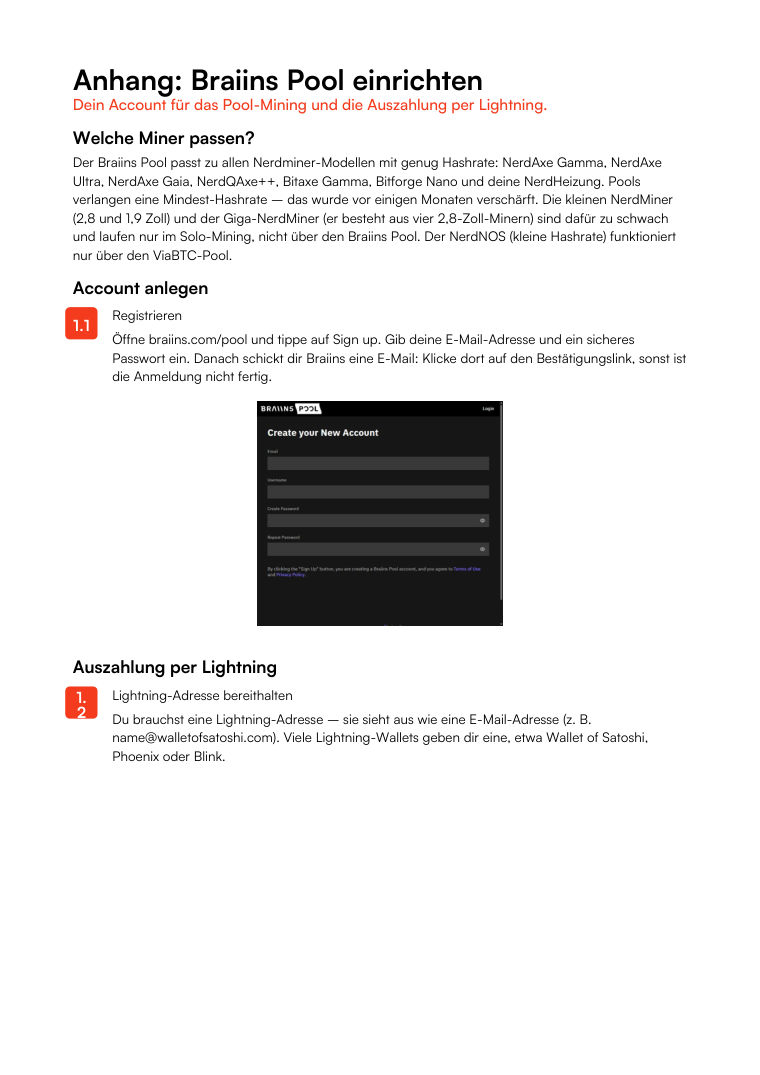 Anhang: Braiins Pool einrichten
Dein Account für das Pool-Mining und die Auszahlung per Lightning.
Welche Miner passen?
Der Braiins Pool passt zu allen Nerdminer-Modellen mit genug Hashrate: NerdAxe Gamma, NerdAxe
Ultra, NerdAxe Gaia, NerdQAxe++, Bitaxe Gamma, Bitforge Nano und deine NerdHeizung. Pools
verlangen eine Mindest-Hashrate – das wurde vor einigen Monaten verschärft. Die kleinen NerdMiner
(2,8 und 1,9 Zoll) und der Giga-NerdMiner (er besteht aus vier 2,8-Zoll-Minern) sind dafür zu schwach
und laufen nur im Solo-Mining, nicht über den Braiins Pool. Der NerdNOS (kleine Hashrate) funktioniert
nur über den ViaBTC-Pool.
Account anlegen
1.1
Registrieren
Öffne braiins.com/pool und tippe auf Sign up. Gib deine E-Mail-Adresse und ein sicheres
Passwort ein. Danach schickt dir Braiins eine E-Mail: Klicke dort auf den Bestätigungslink, sonst ist
die Anmeldung nicht fertig.
BRAIINS POOL
Login
Create your New Account
Email
Username
Create Password
Repeat Password
By clicking the "Sign Up" button, you are creating a Braiins Pool account, and you agree to Terms of Use
and Privacy Policy.
Auszahlung per Lightning
1.
2
Lightning-Adresse bereithalten
Du brauchst eine Lightning-Adresse – sie sieht aus wie eine E-Mail-Adresse (z. B.
name@walletofsatoshi.com). Viele Lightning-Wallets geben dir eine, etwa Wallet of Satoshi,
Phoenix oder Blink.